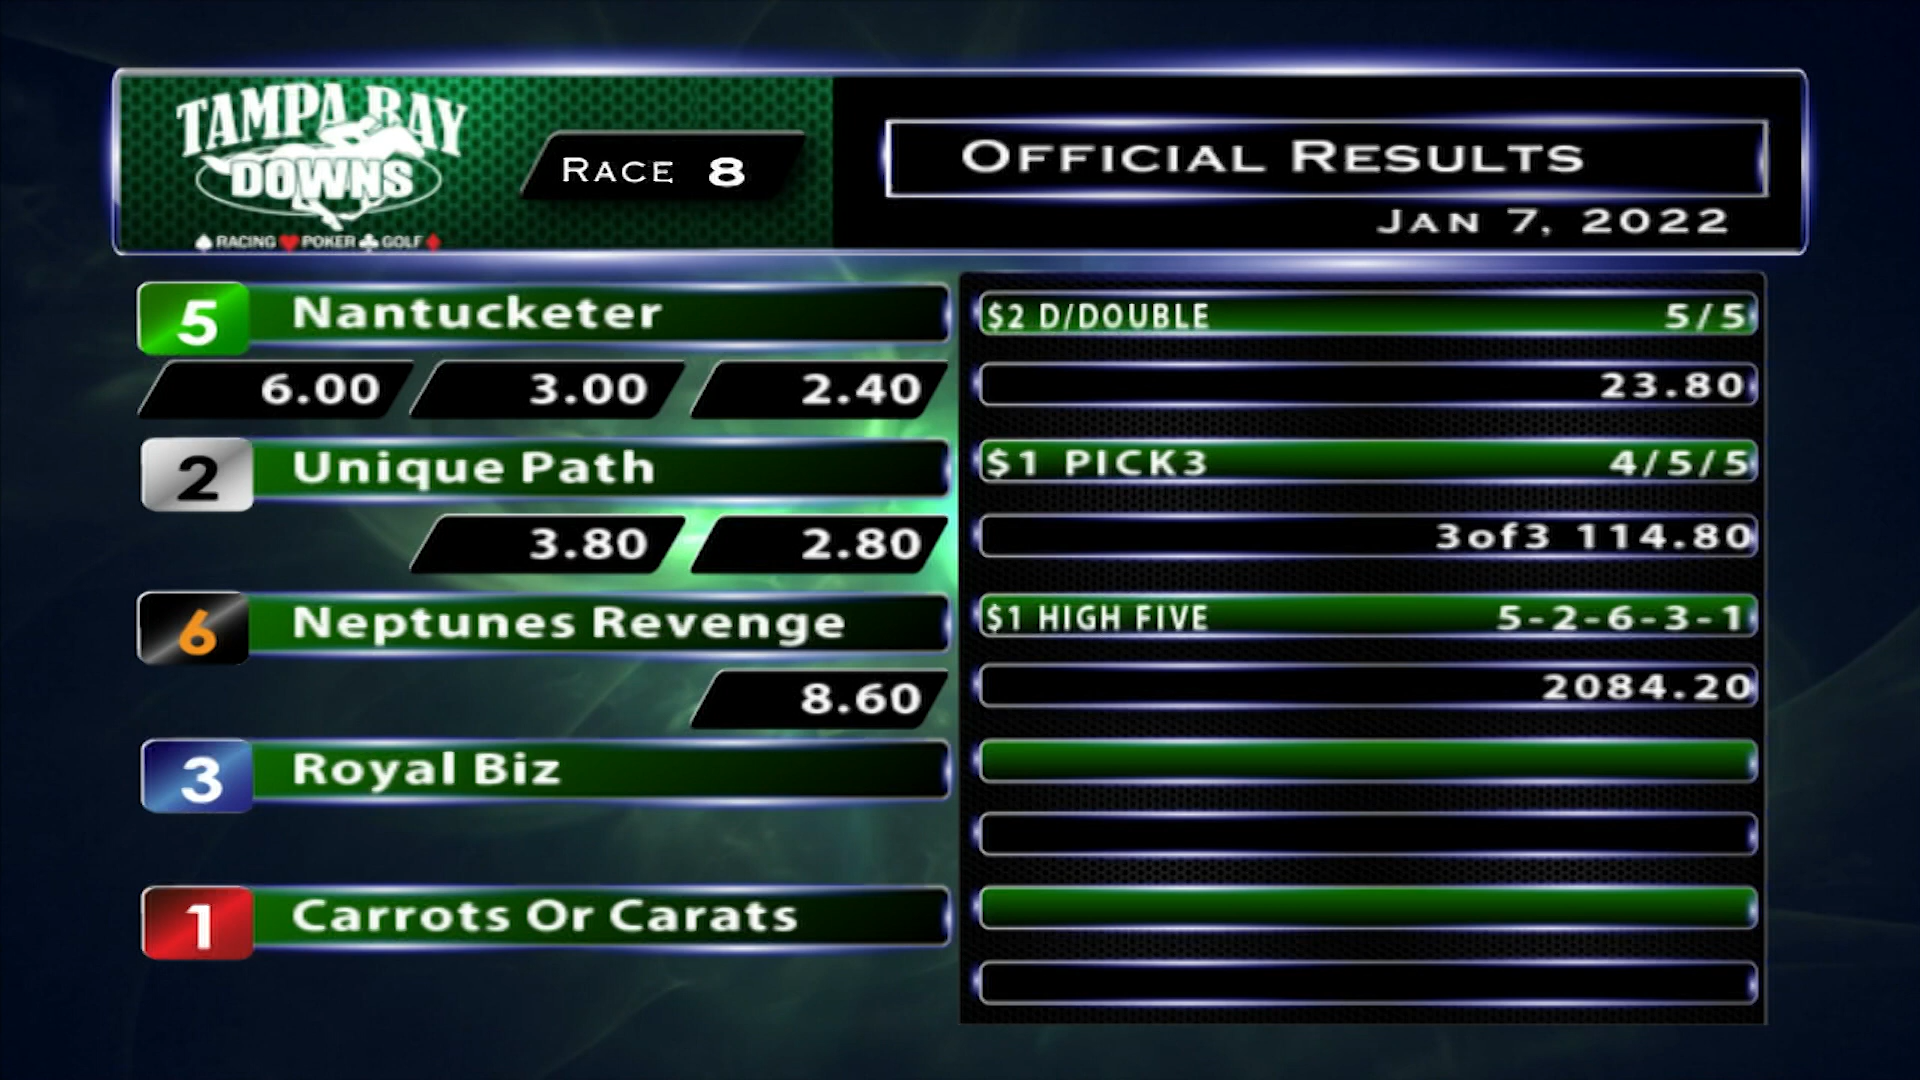 TAMPA BAY
DOWNS
RACING POKER GOLF
RACE 8
OFFICIAL RESULTS
JAN 7, 2022
5 Nantucketer
6.00 3.00 2.40
2 Unique Path
3.80 2.80
6 Neptunes Revenge
8.60
3 Royal Biz
1 Carrots Or Carats
$2 D/DOUBLE 5/5
23.80
$1 PICK3 4/5/5
3of3 114.80
$1 HIGH FIVE 5-2-6-3-1
2084.20